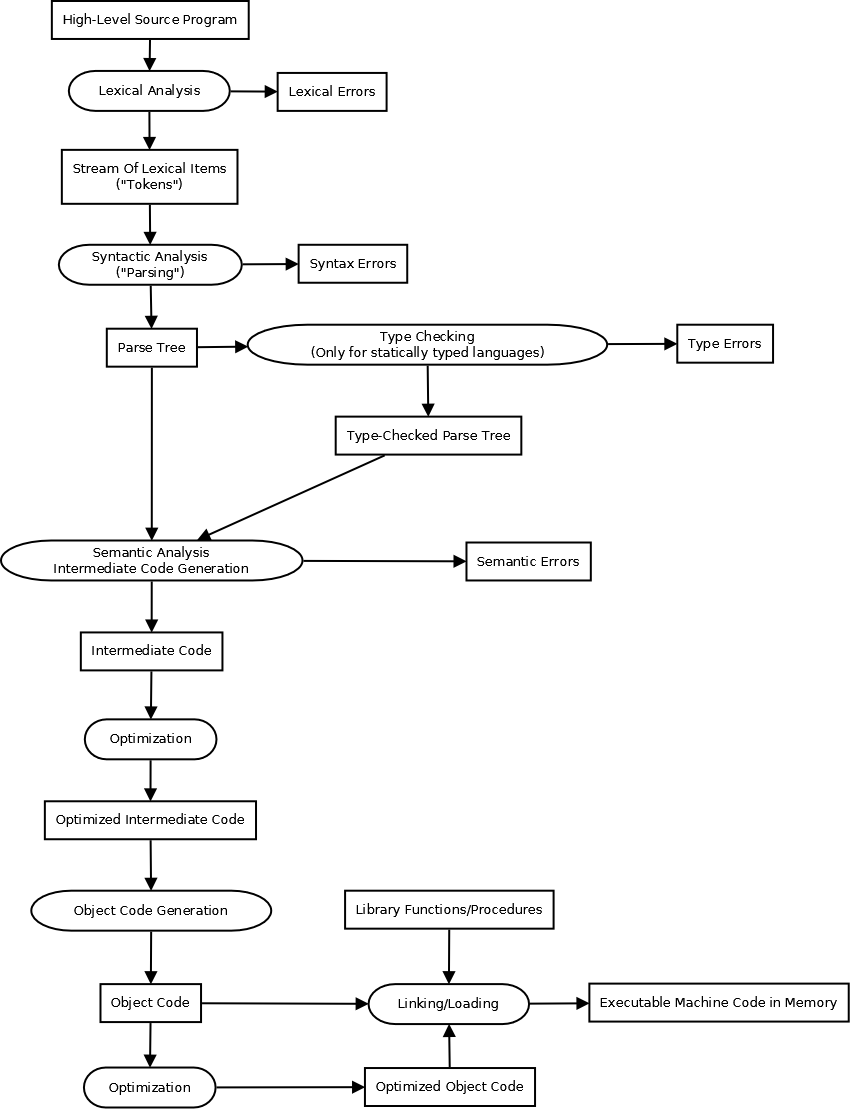 High-Level Source Program
Lexical Analysis
Lexical Errors
Stream Of Lexical Items
("Tokens")
Syntactic Analysis
("Parsing")
Syntax Errors
Parse Tree
Type Checking
(Only for statically typed languages)
Type Errors
Type-Checked Parse Tree
Semantic Analysis
Intermediate Code Generation
Semantic Errors
Intermediate Code
Optimization
Optimized Intermediate Code
Object Code Generation
Library Functions/Procedures
Object Code
Linking/Loading
Executable Machine Code in Memory
Optimization
Optimized Object Code